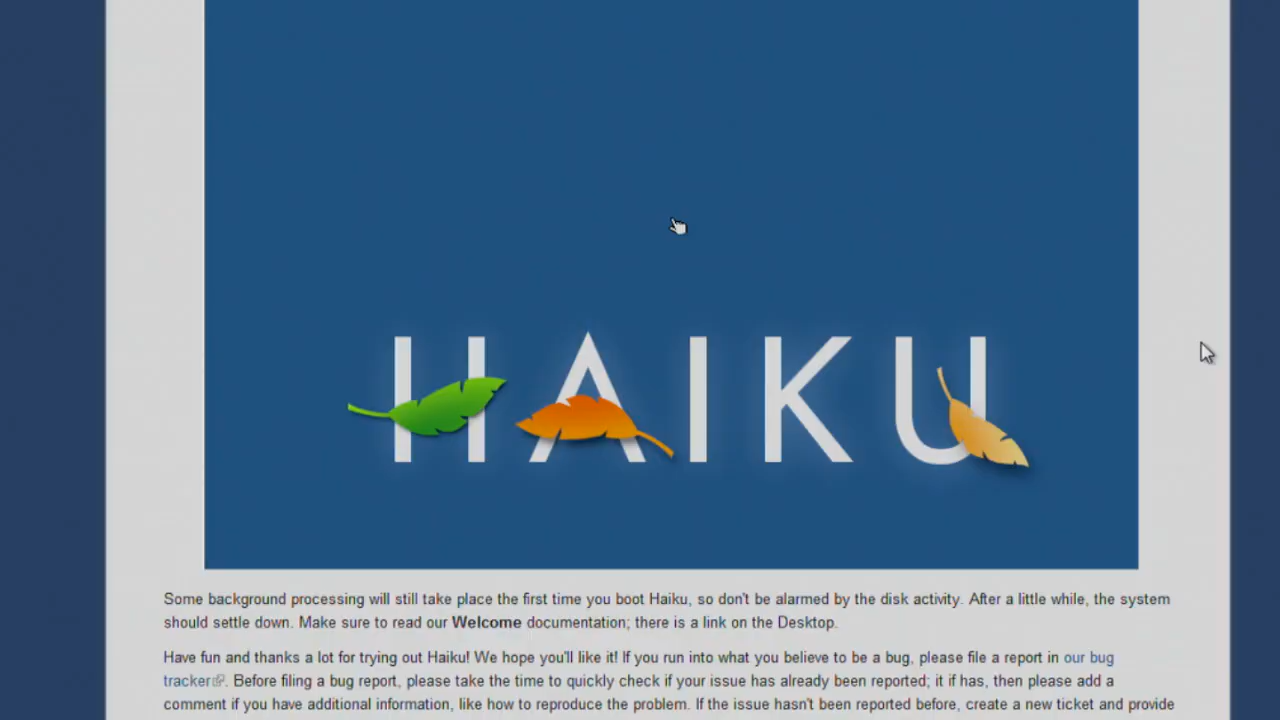 HAIKU
Some background processing will still take place the first time you boot Haiku, so don't be alarmed by the disk activity. After a little while, the system
should settle down. Make sure to read our Welcome documentation; there is a link on the Desktop.
Have fun and thanks a lot for trying out Haiku! We hope you'll like it! If you run into what you believe to be a bug, please file a report in our bug
tracker. Before filing a bug report, please take the time to quickly check if your issue has already been reported; it if has, then please add a
comment if you have additional information, like how to reproduce the problem. If the issue hasn't been reported before, create a new ticket and provide